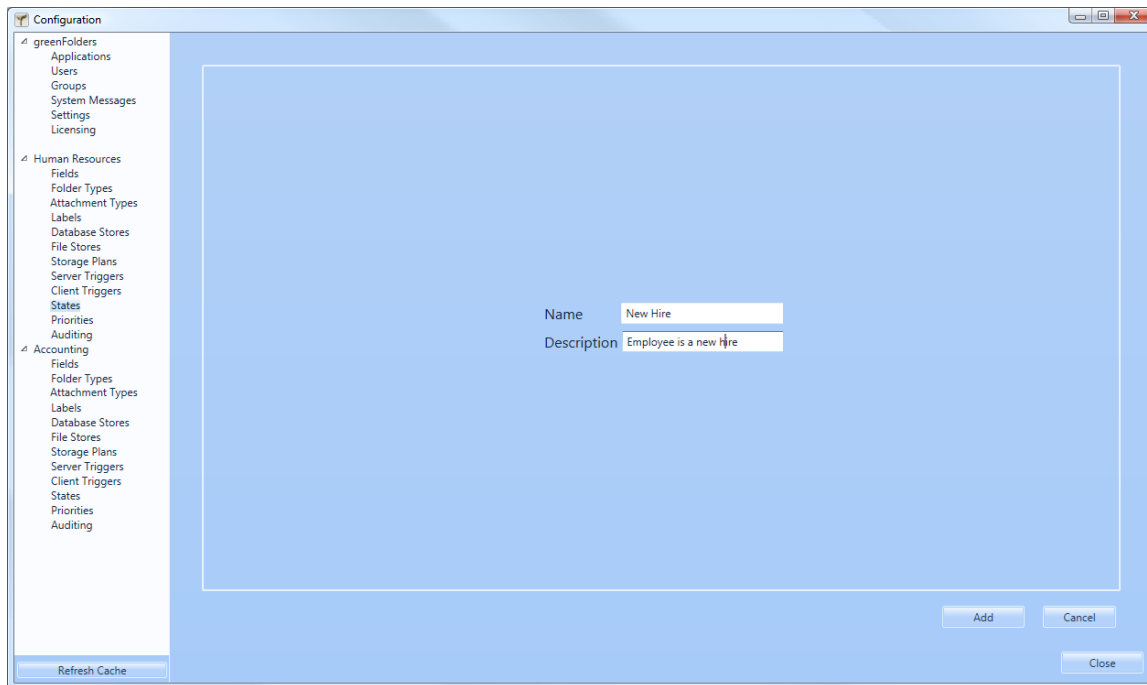 Configuration
greenFolders
Applications
Users
Groups
System Messages
Settings
Licensing
Human Resources
Fields
Folder Types
Attachment Types
Labels
Database Stores
File Stores
Storage Plans
Server Triggers
Client Triggers
States
Priorities
Auditing
Accounting
Fields
Folder Types
Attachment Types
Labels
Database Stores
File Stores
Storage Plans
Server Triggers
Client Triggers
States
Priorities
Auditing
Refresh Cache
Name New Hire
Description Employee is a new hire
Add Cancel
Close